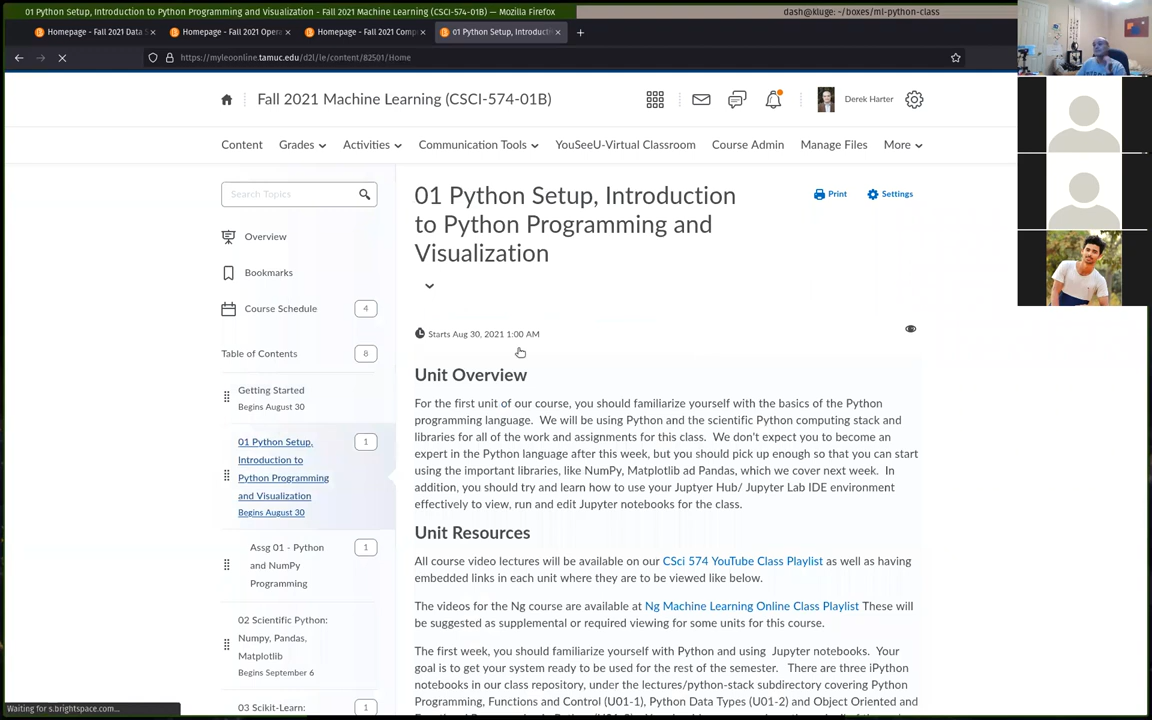 01 Python Setup, Introduction to Python Programming and Visualization - Fall 2021 Machine Learning (CSCI-574-01B) — Mozilla Firefox
dash@kluge: ~/boxes/ml-python-class
Homepage - Fall 2021 Data S
Homepage - Fall 2021 Opera
Homepage - Fall 2021 Comp
01 Python Setup, Introduct
https://myleoonline.tamuc.edu/d2l/le/content/82501/Home
Fall 2021 Machine Learning (CSCI-574-01B)
Derek Harter
Content
Grades
Activities
Communication Tools
YouSeeU-Virtual Classroom
Course Admin
Manage Files
More
Search Topics
Overview
Bookmarks
Course Schedule
4
Table of Contents
8
Getting Started
Begins August 30
01 Python Setup,
Introduction to
Python Programming
and Visualization
Begins August 30
1
Assg 01 - Python
and NumPy
Programming
1
02 Scientific Python:
Numpy, Pandas,
Matplotlib
Begins September 6
03 Scikit-Learn:
1
01 Python Setup, Introduction
to Python Programming and
Visualization
Print
Settings
Starts Aug 30, 2021 1:00 AM
Unit Overview
For the first unit of our course, you should familiarize yourself with the basics of the Python
programming language. We will be using Python and the scientific Python computing stack and
libraries for all of the work and assignments for this class. We don't expect you to become an
expert in the Python language after this week, but you should pick up enough so that you can start
using the important libraries, like NumPy, Matplotlib ad Pandas, which we cover next week. In
addition, you should try and learn how to use your Juptyer Hub/ Jupyter Lab IDE environment
effectively to view, run and edit Jupyter notebooks for the class.
Unit Resources
All course video lectures will be available on our CSci 574 YouTube Class Playlist as well as having
embedded links in each unit where they are to be viewed like below.
The videos for the Ng course are available at Ng Machine Learning Online Class Playlist These will
be suggested as supplemental or required viewing for some units for this course.
The first week, you should familiarize yourself with Python and using Jupyter notebooks. Your
goal is to get your system ready to be used for the rest of the semester. There are three iPython
notebooks in our class repository, under the lectures/python-stack subdirectory covering Python
Programming, Functions and Control (U01-1), Python Data Types (U01-2) and Object Oriented and
Waiting for s.brightspace.com...